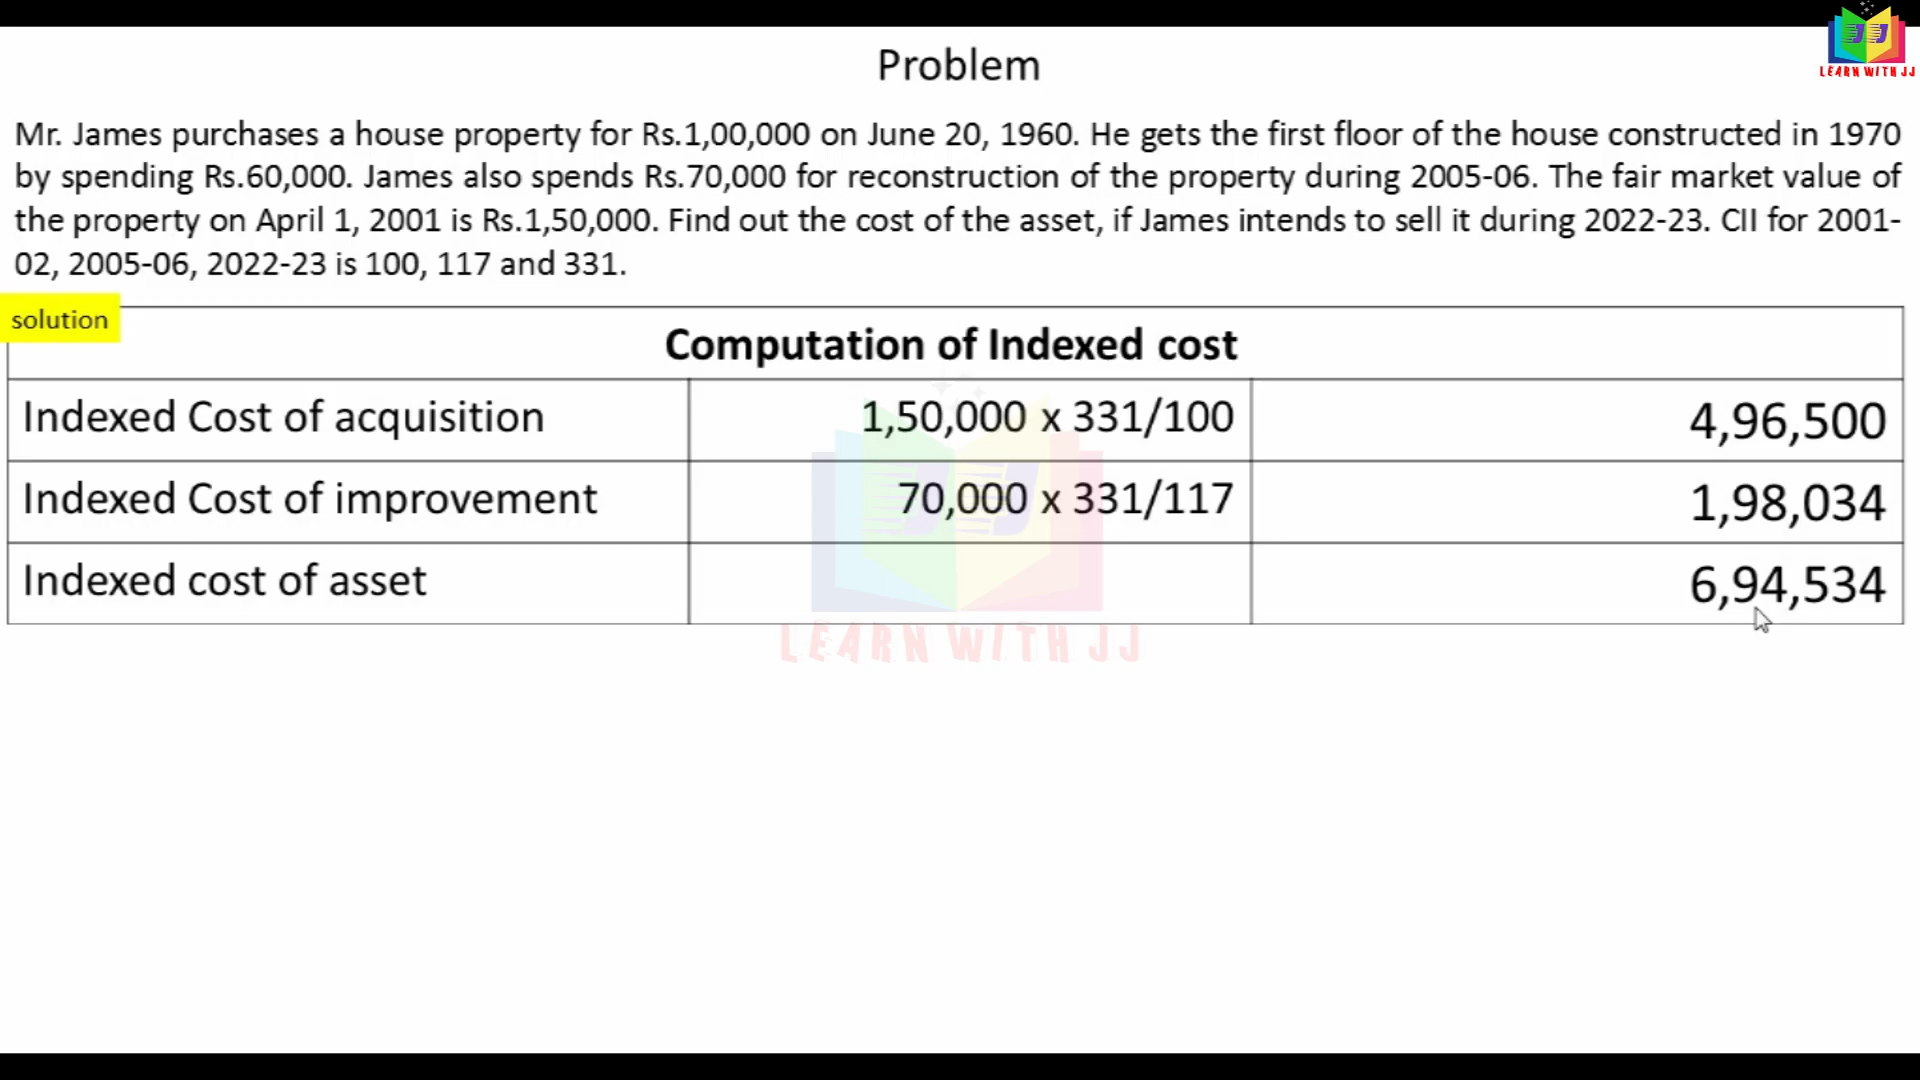 LEARN WITH JJ
Problem
Mr. James purchases a house property for Rs.1,00,000 on June 20, 1960. He gets the first floor of the house constructed in 1970
by spending Rs.60,000. James also spends Rs.70,000 for reconstruction of the property during 2005-06. The fair market value of
the property on April 1, 2001 is Rs.1,50,000. Find out the cost of the asset, if James intends to sell it during 2022-23. CII for 2001-
02, 2005-06, 2022-23 is 100, 117 and 331.
solution
Computation of Indexed cost
Indexed Cost of acquisition 1,50,000 x 331/100 4,96,500
Indexed Cost of improvement 70,000 x 331/117 1,98,034
Indexed cost of asset 6,94,534
LEARN WITH JJ